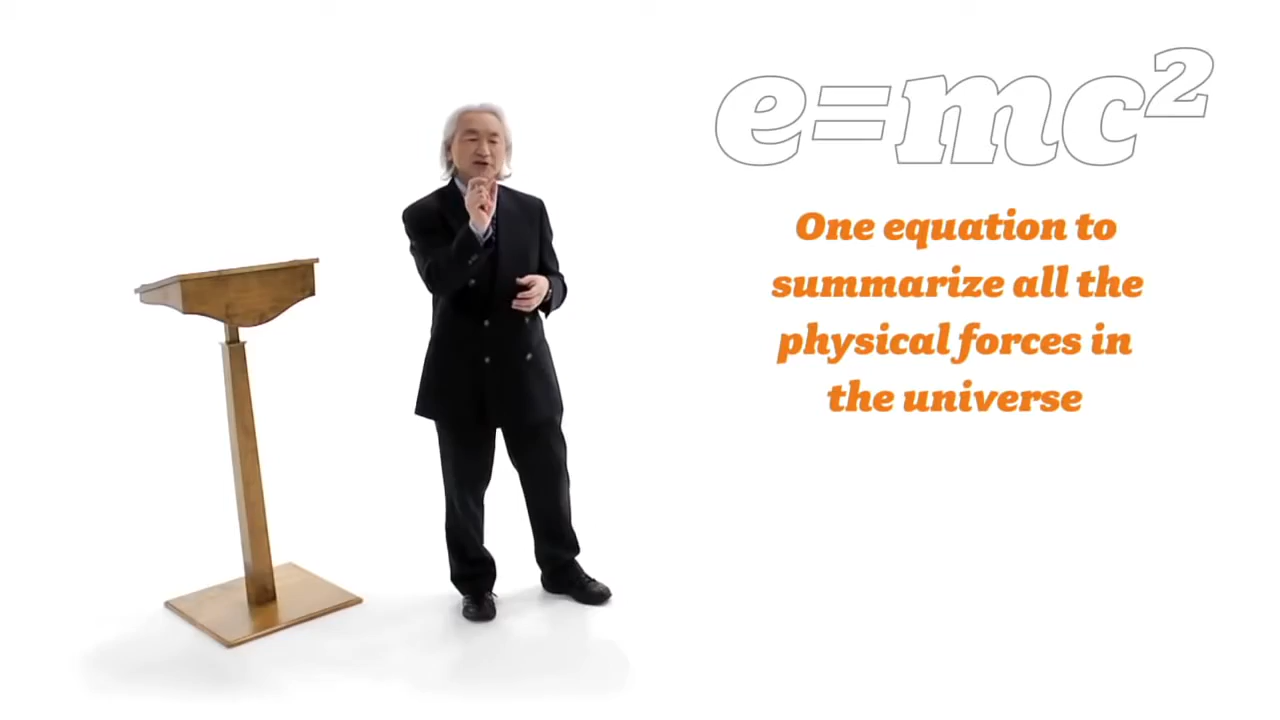 e=mc²
One equation to
summarize all the
physical forces in
the universe